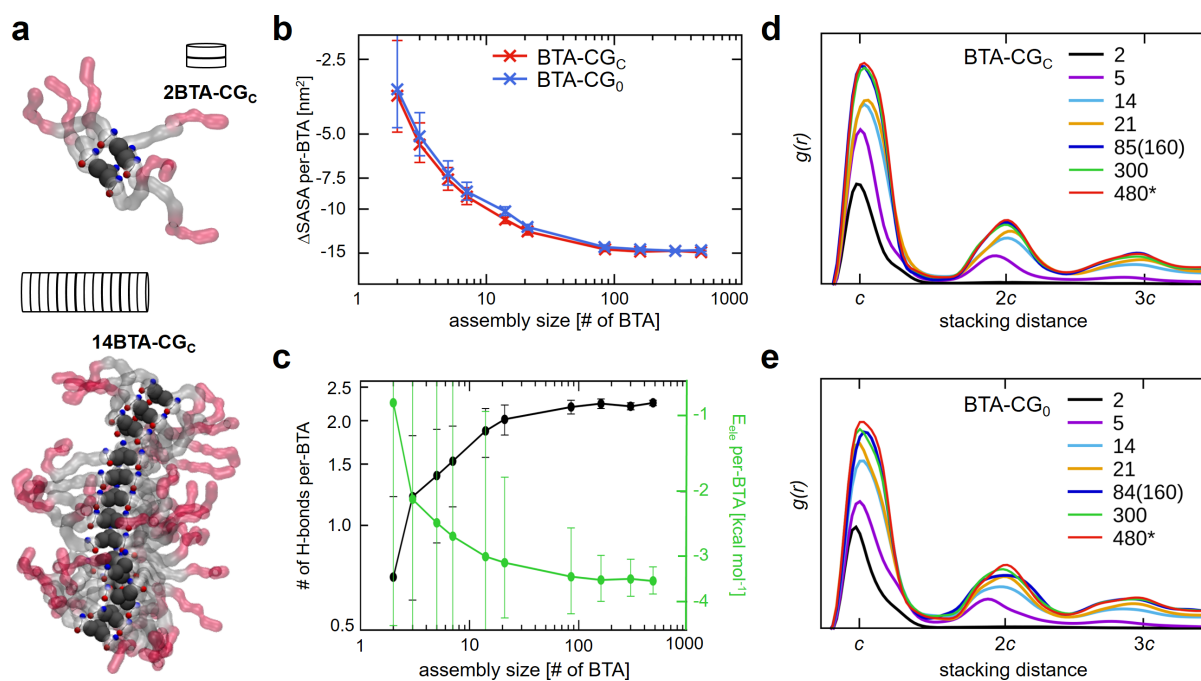 a
2BTA-CGC
14BTA-CGC
b
ΔSASA per-BTA [nm2]
-2.5
-5.0
-7.5
-10
-15
BTA-CGC
BTA-CG0
1
10
100
1000
assembly size [# of BTA]
c
# of H-bonds per-BTA
2.5
2.0
1.5
1.0
0.5
-1
-2
-3
-4
Eele per-BTA [kcal mol-1]
1
10
100
1000
assembly size [# of BTA]
d
g(r)
BTA-CGC
2
5
14
21
85(160)
300
480*
c
2c
3c
stacking distance
e
g(r)
BTA-CG0
2
5
14
21
84(160)
300
480*
c
2c
3c
stacking distance